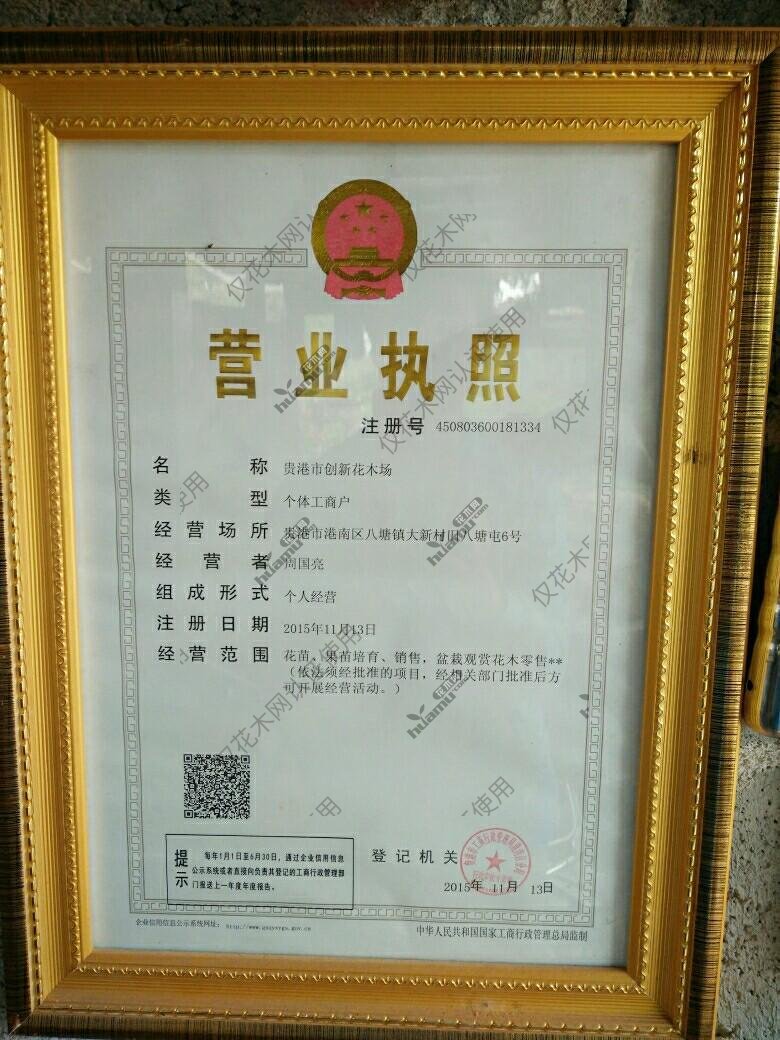 营业执照
注册号 450803600181334
名称 贵港市创新花木场
类型 个体工商户
经营场所 贵港市港南区八塘镇大新村旧八塘屯6号
经营者 周国亮
组成形式 个人经营
注册日期 2015年11月13日
经营范围 花苗、果苗培育、销售，盆栽观赏花木零售**
（依法须经批准的项目，经相关部门批准后方
可开展经营活动。）
提示
每年1月1日至6月30日，通过企业信用信息
公示系统或者直接向负责其登记的工商行政管理部
门报送上一年度年度报告。
登记机关
2015年 11月 13日
企业信用信息公示系统网址：
中华人民共和国国家工商行政管理总局监制
仅花木网认证使用
花木网
huamu.com